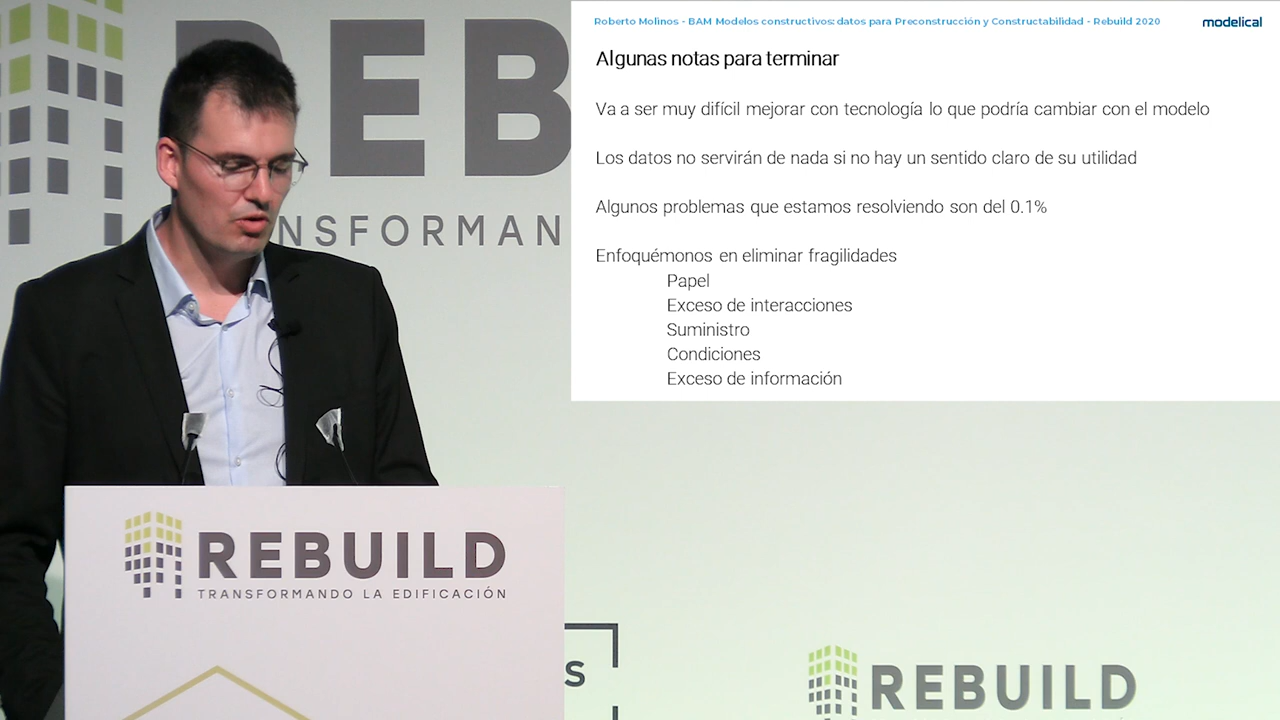 REB
TRANSFORMAN
Roberto Molinos - BAM Modelos constructivos: datos para Preconstrucción y Constructabilidad - Rebuild 2020
modelical
Algunas notas para terminar
Va a ser muy difícil mejorar con tecnología lo que podría cambiar con el modelo
Los datos no servirán de nada si no hay un sentido claro de su utilidad
Algunos problemas que estamos resolviendo son del 0.1%
Enfoquémonos en eliminar fragilidades
Papel
Exceso de interacciones
Suministro
Condiciones
Exceso de información
REBUILD
TRANSFORMANDO LA EDIFICACIÓN
S
REBUILD